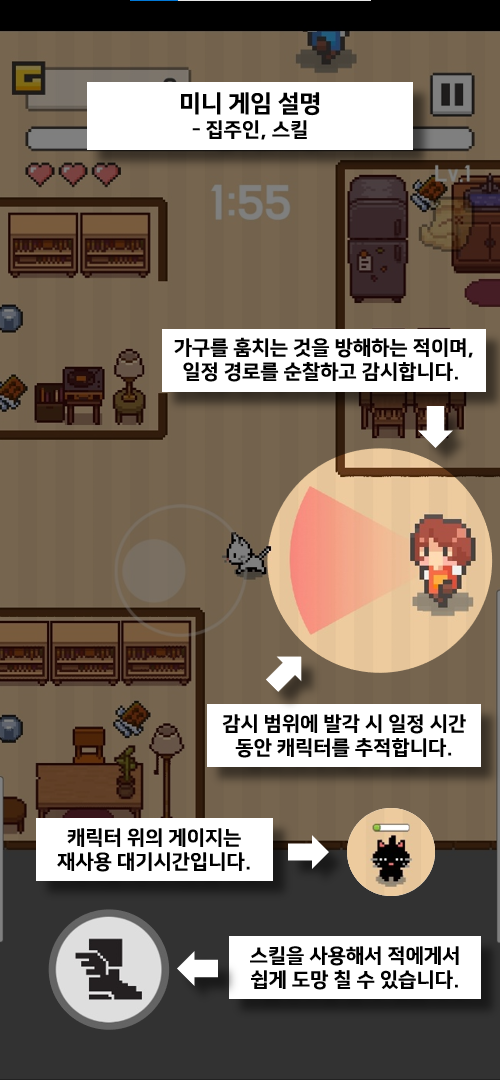 미니 게임 설명
- 집주인, 스킬
Lv.1
1:55
가구를 훔치는 것을 방해하는 적이며,
일정 경로를 순찰하고 감시합니다.
감시 범위에 발각 시 일정 시간
동안 캐릭터를 추적합니다.
캐릭터 위의 게이지는
재사용 대기시간입니다.
스킬을 사용해서 적에게서
쉽게 도망 칠 수 있습니다.